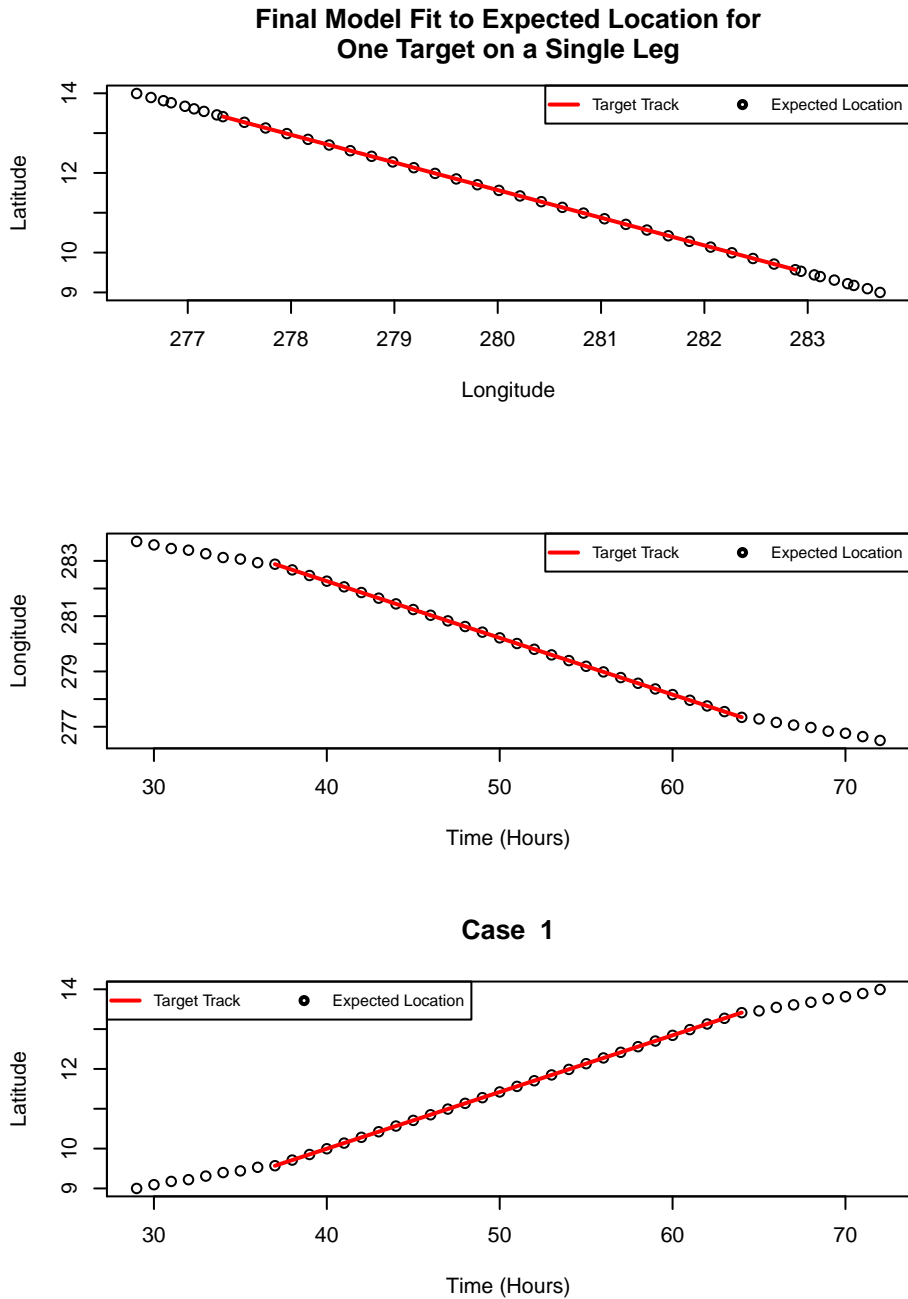 Final Model Fit to Expected Location for
One Target on a Single Leg
Target Track Expected Location
14
12
10
9
Latitude
277 278 279 280 281 282 283
Longitude
Target Track Expected Location
283
281
279
277
Longitude
30 40 50 60 70
Time (Hours)
Case 1
Target Track Expected Location
14
12
10
9
Latitude
30 40 50 60 70
Time (Hours)